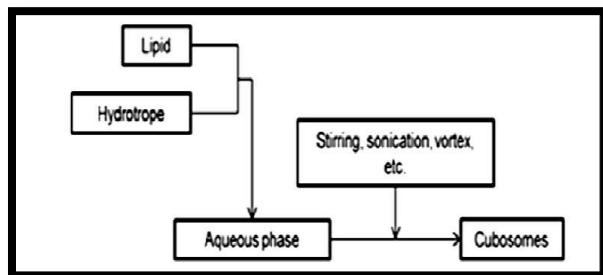 Lipid
Hydrotrope
Stirring, sonication, vortex,
etc.
Aqueous phase
Cubosomes